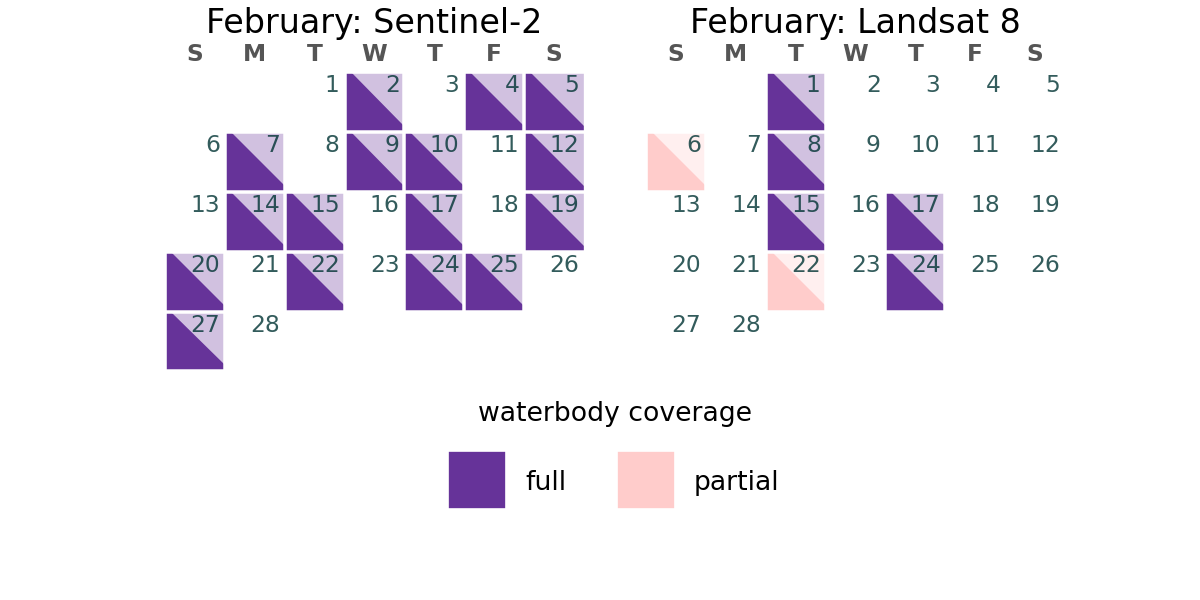 February: Sentinel-2
S M T W T F S
1 2 3 4 5
6 7 8 9 10 11 12
13 14 15 16 17 18 19
20 21 22 23 24 25 26
27 28
February: Landsat 8
S M T W T F S
1 2 3 4 5
6 7 8 9 10 11 12
13 14 15 16 17 18 19
20 21 22 23 24 25 26
27 28
waterbody coverage
full
partial